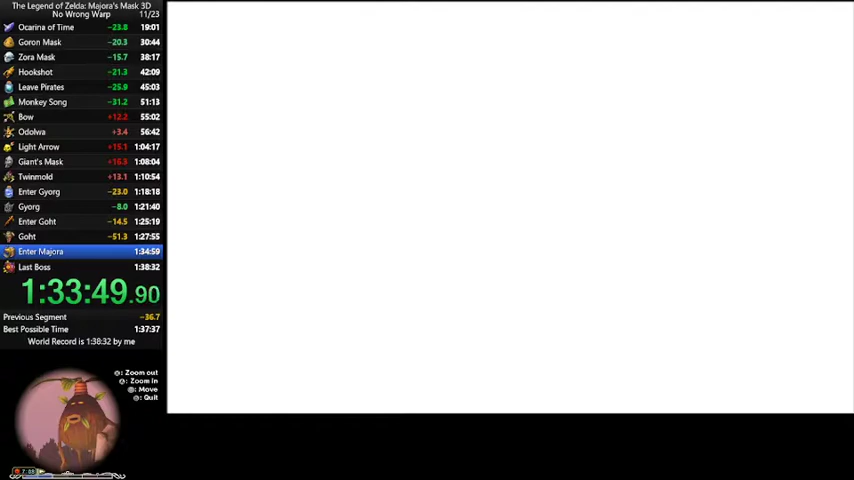 The Legend of Zelda: Majora's Mask 3D
No Wrong Warp 11/23
Ocarina of Time -23.8 19:01
Goron Mask -20.3 30:44
Zora Mask -15.7 38:17
Hookshot -21.3 42:09
Leave Pirates -25.9 45:03
Monkey Song -31.2 51:13
Bow +12.2 55:02
Odolwa +3.4 56:42
Light Arrow +15.1 1:04:17
Giant's Mask +16.3 1:08:04
Twinmold +13.1 1:10:54
Enter Gyorg -23.0 1:18:18
Gyorg -8.0 1:21:40
Enter Goht -14.5 1:25:19
Goht -51.3 1:27:55
Enter Majora 1:34:59
Last Boss 1:38:32
1:33:49.90
Previous Segment -36.7
Best Possible Time 1:37:37
World Record is 1:38:32 by me
: Zoom out
: Zoom in
: Move
: Quit